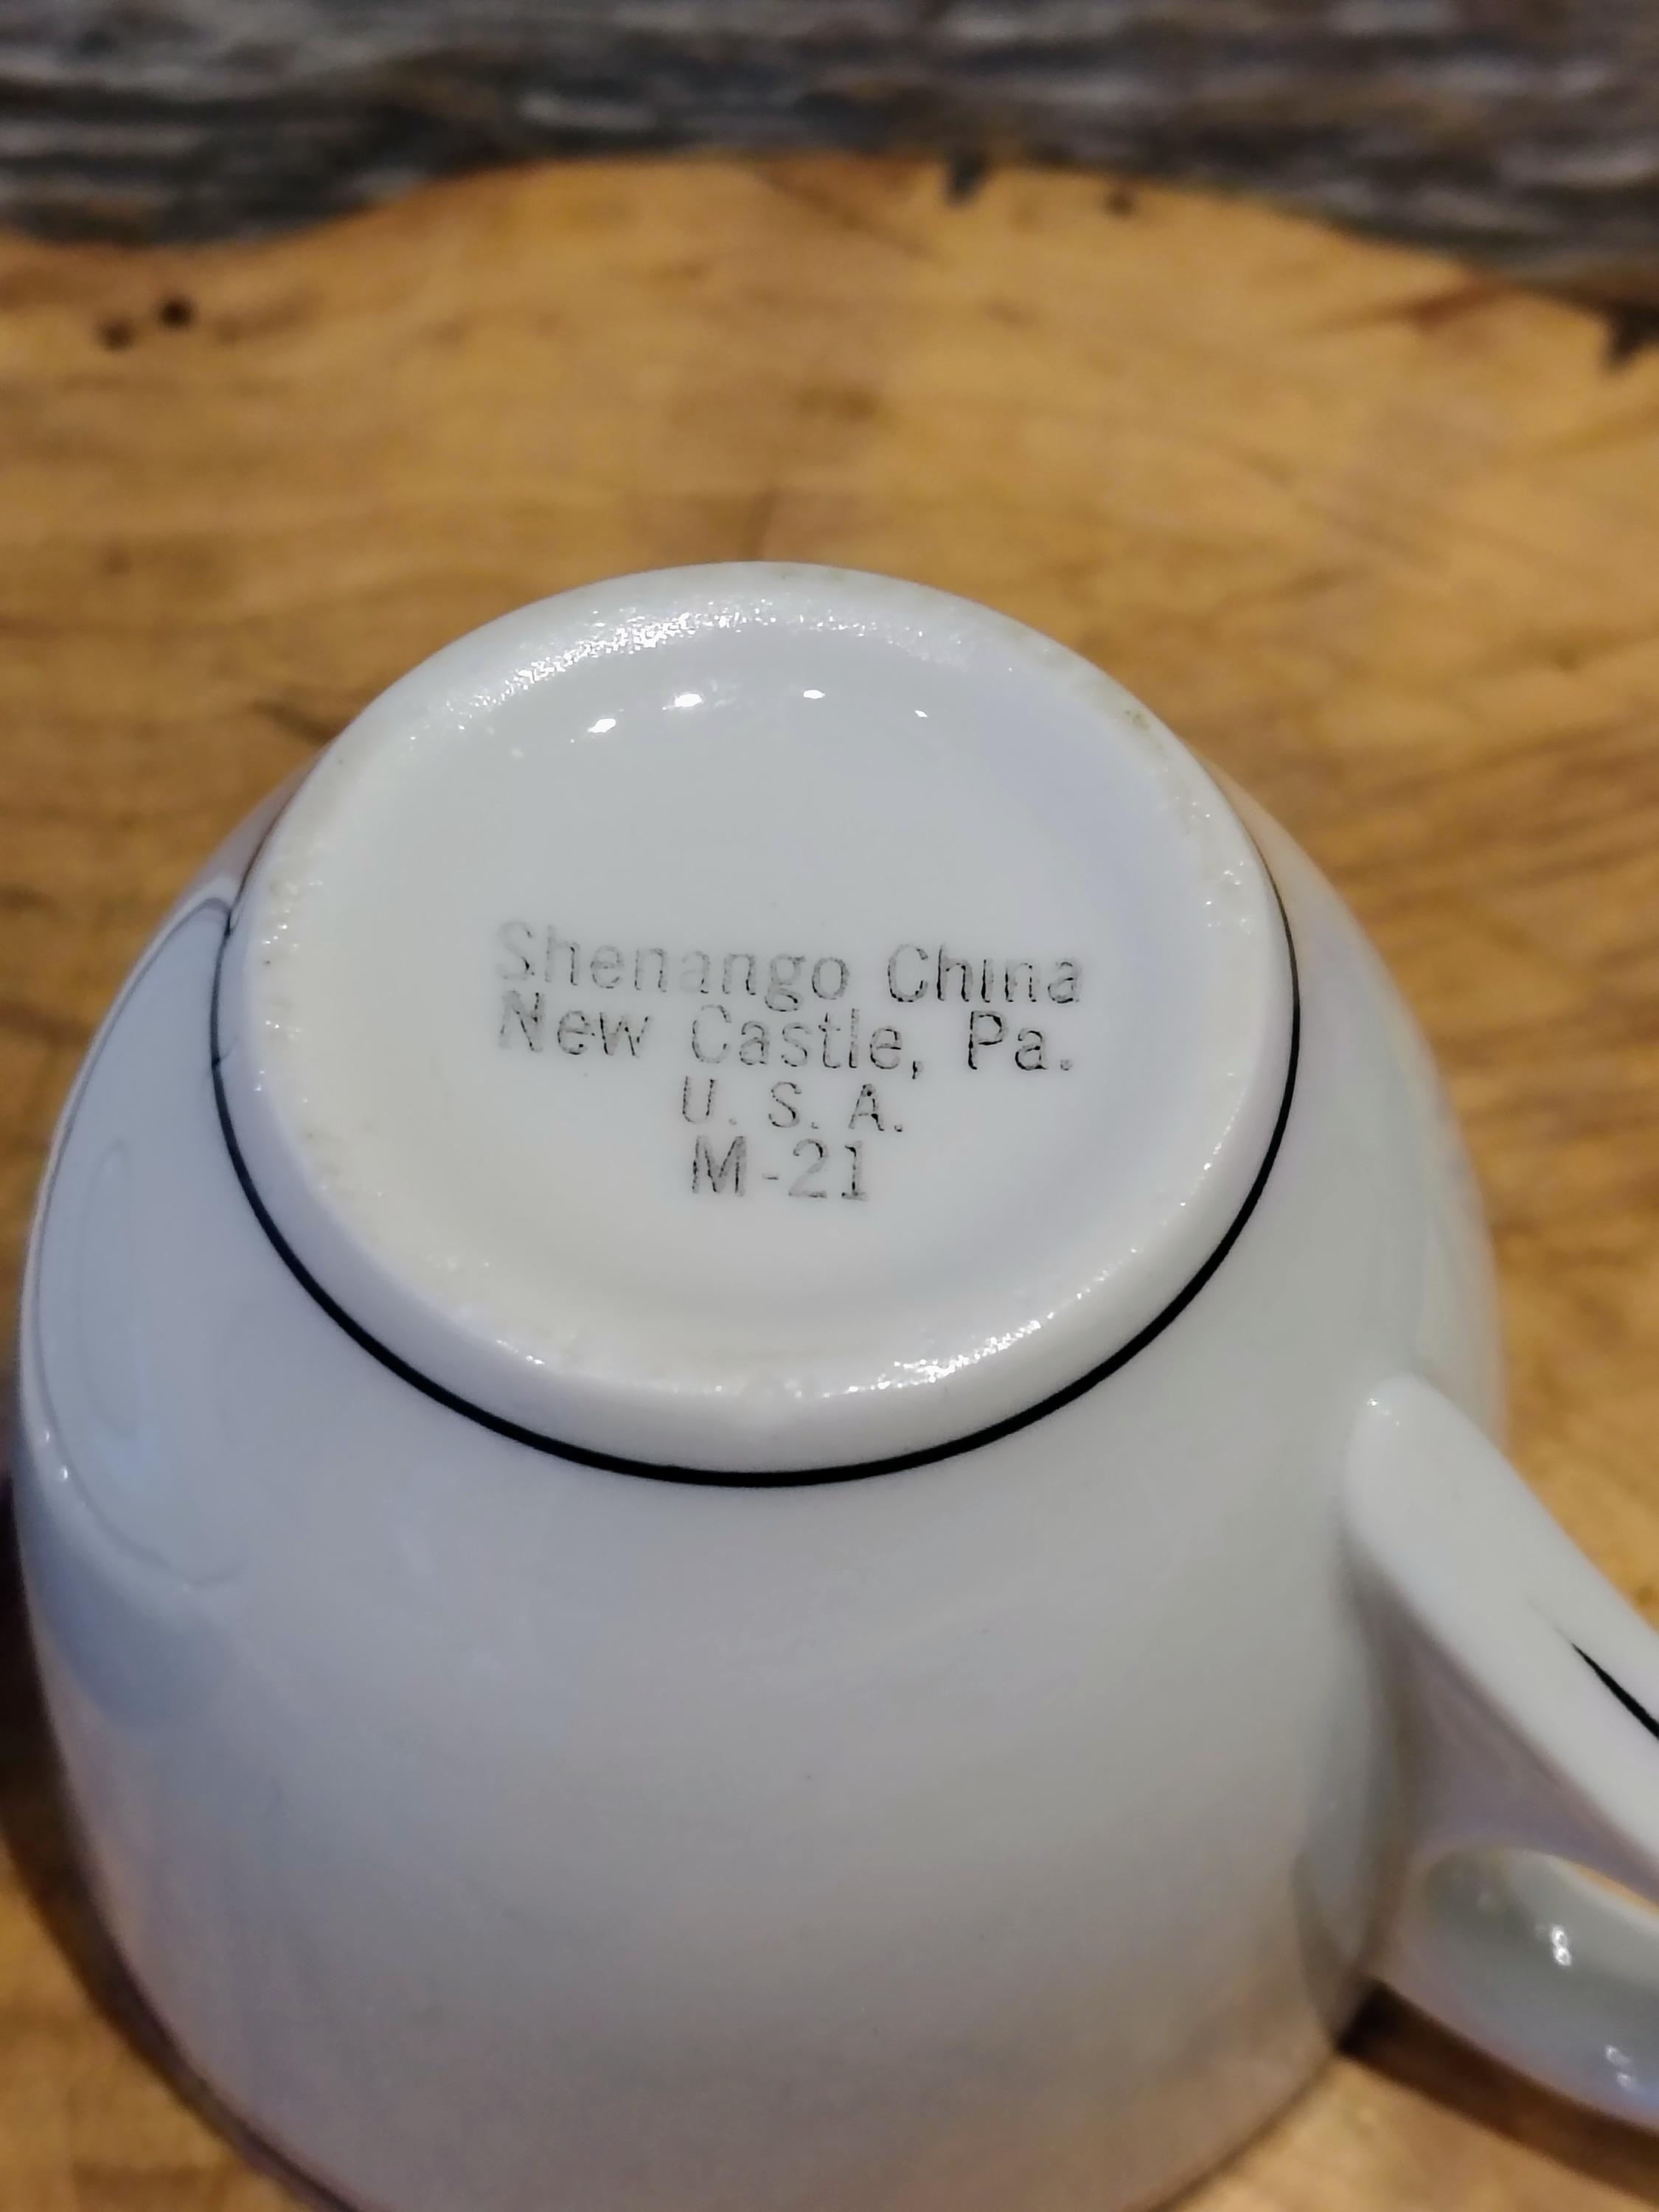 Shenango China
New Castle, Pa.
U. S. A.
M-21